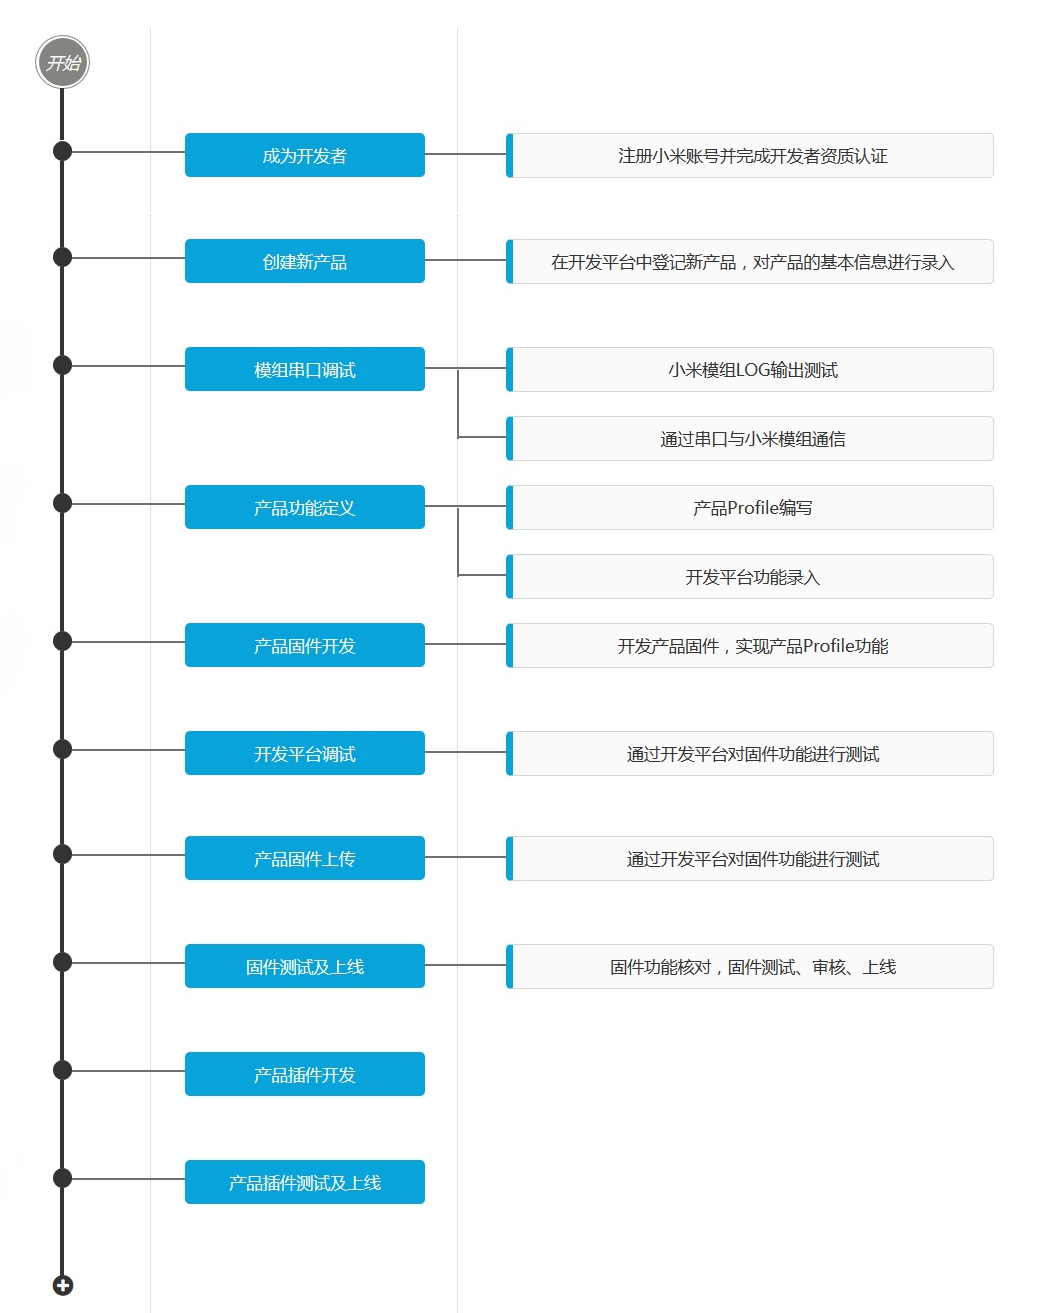 开始
成为开发者
注册小米账号并完成开发者资质认证
创建新产品
在开发平台中登记新产品，对产品的基本信息进行录入
模组串口调试
小米模组LOG输出测试
通过串口与小米模组通信
产品功能定义
产品Profile编写
开发平台功能录入
产品固件开发
开发产品固件，实现产品Profile功能
开发平台调试
通过开发平台对固件功能进行测试
产品固件上传
通过开发平台对固件功能进行测试
固件测试及上线
固件功能核对，固件测试、审核、上线
产品插件开发
产品插件测试及上线